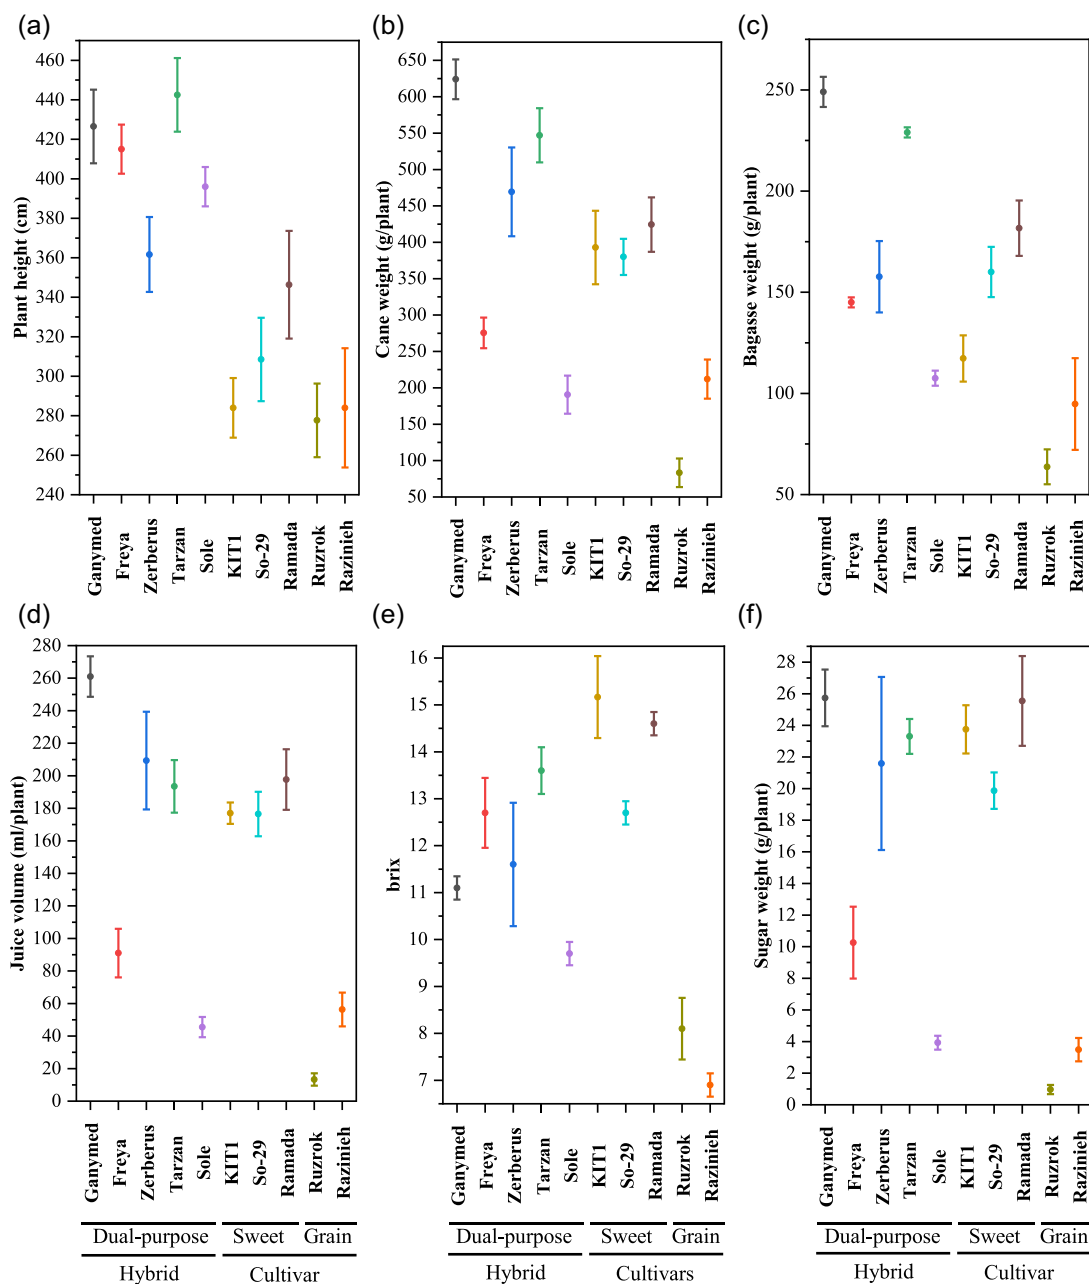 (a)
Plant height (cm)
460
440
420
400
380
360
340
320
300
280
260
240
Ganymed
Freya
Zerberus
Tarzan
Sole
KIT1
So-29
Ramada
Ruzrok
Razinieh
(b)
Cane weight (g/plant)
650
600
550
500
450
400
350
300
250
200
150
100
50
Ganymed
Freya
Zerberus
Tarzan
Sole
KIT1
So-29
Ramada
Ruzrok
Razinieh
(c)
Bagasse weight (g/plant)
250
200
150
100
50
Ganymed
Freya
Zerberus
Tarzan
Sole
KIT1
So-29
Ramada
Ruzrok
Razinieh
(d)
Juice volume (ml/plant)
280
260
240
220
200
180
160
140
120
100
80
60
40
20
0
Ganymed
Freya
Zerberus
Tarzan
Sole
KIT1
So-29
Ramada
Ruzrok
Razinieh
Dual-purpose
Sweet
Grain
Hybrid
Cultivar
(e)
brix
16
15
14
13
12
11
10
9
8
7
Ganymed
Freya
Zerberus
Tarzan
Sole
KIT1
So-29
Ramada
Ruzrok
Razinieh
Dual-purpose
Sweet
Grain
Hybrid
Cultivars
(f)
Sugar weight (g/plant)
28
26
24
22
20
18
16
14
12
10
8
6
4
2
0
Ganymed
Freya
Zerberus
Tarzan
Sole
KIT1
So-29
Ramada
Ruzrok
Razinieh
Dual-purpose
Sweet
Grain
Hybrid
Cultivar